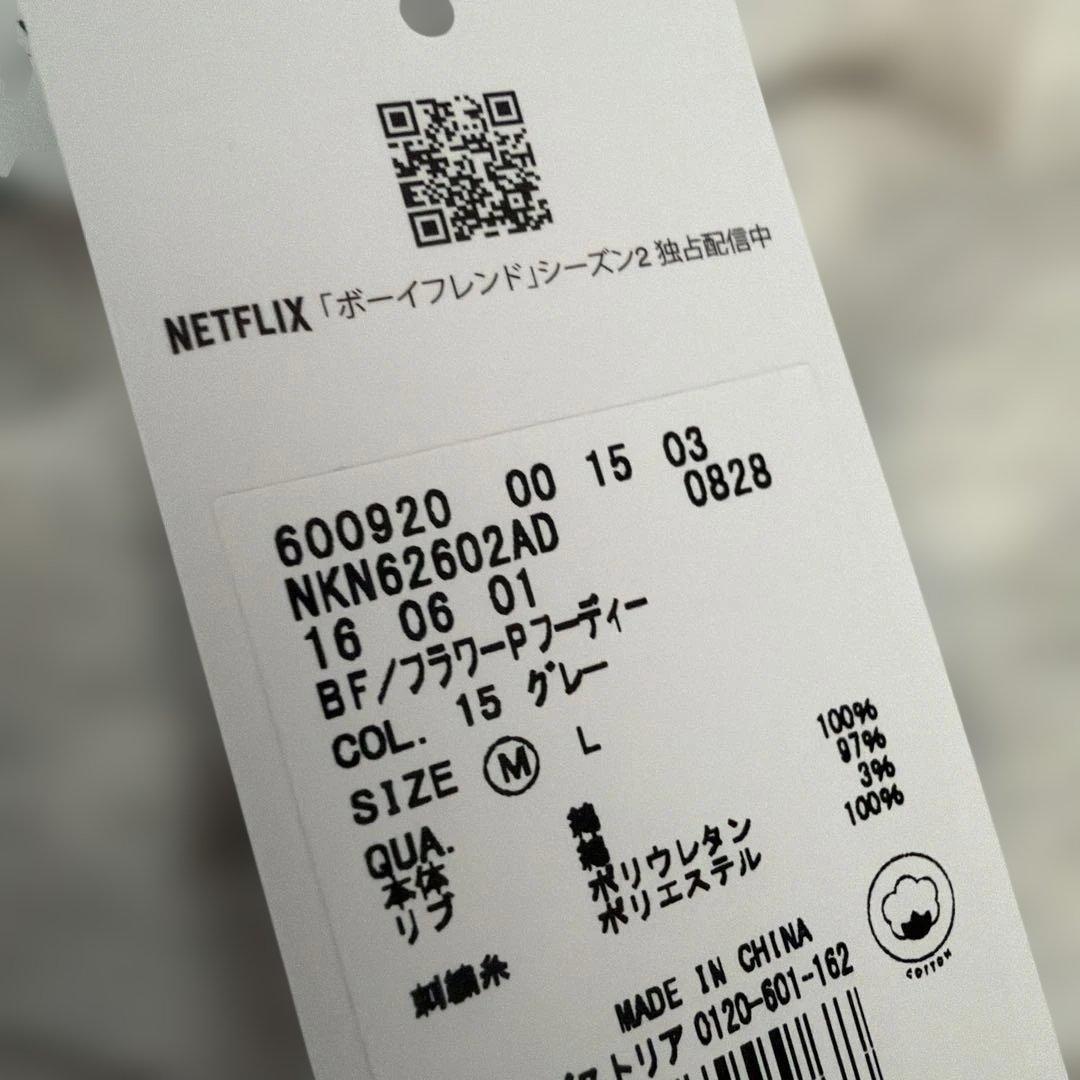 NETFLIX「ボーイフレンド」シーズン2 独占配信中
600920 00 15 03
NKN62602AD 0828
16 06 01
BF/フラワーPフーディー
COL. 15 グレー
SIZE M L
QUA.
本体 綿 100%
リブ 綿 97%
ポリウレタン 3%
刺繍糸 ポリエステル 100%
COTTON
MADE IN CHINA
ストリア 0120-601-162